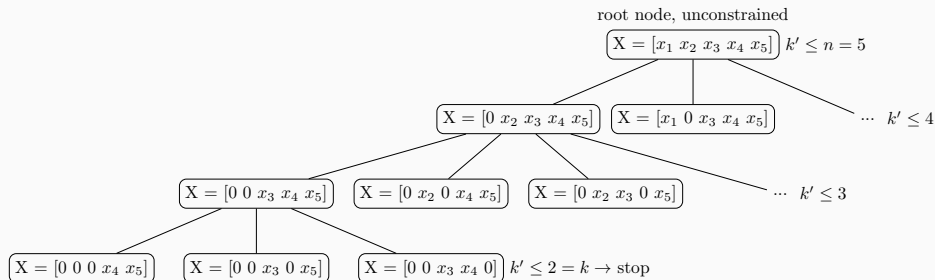 root node, unconstrained
X = [x₁ x₂ x₃ x₄ x₅] k′ ≤ n = 5
X = [0 x₂ x₃ x₄ x₅] X = [x₁ 0 x₃ x₄ x₅] ... k′ ≤ 4
X = [0 0 x₃ x₄ x₅] X = [0 x₂ 0 x₄ x₅] X = [0 x₂ x₃ 0 x₅] ... k′ ≤ 3
X = [0 0 0 x₄ x₅] X = [0 0 x₃ 0 x₅] X = [0 0 x₃ x₄ 0] k′ ≤ 2 = k → stop